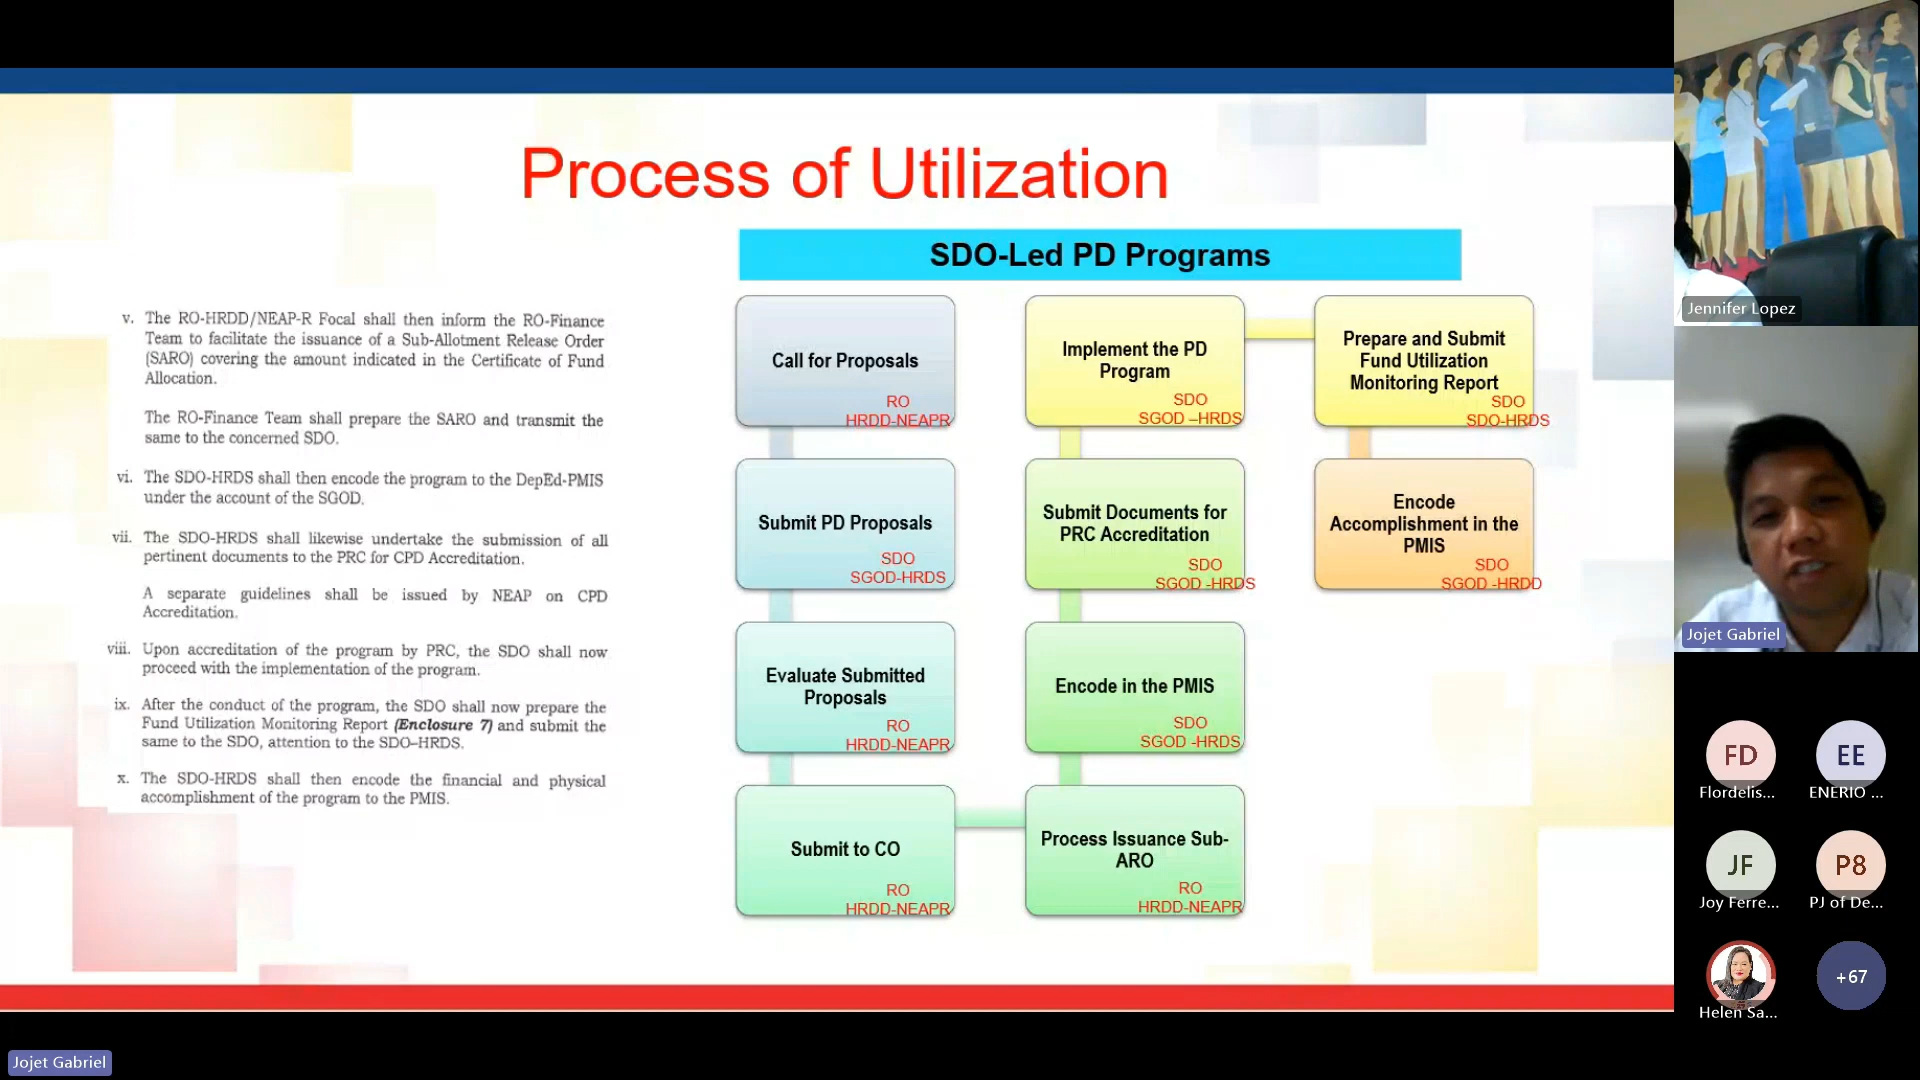 Process of Utilization
SDO-Led PD Programs
v. The RO-HRDD/NEAP-R Focal shall then inform the RO-Finance
Team to facilitate the issuance of a Sub-Allotment Release Order
(SARO) covering the amount indicated in the Certificate of Fund
Allocation.
The RO-Finance Team shall prepare the SARO and transmit the
same to the concerned SDO.
vi. The SDO-HRDS shall then encode the program to the DepEd-PMIS
under the account of the SGOD.
vii. The SDO-HRDS shall likewise undertake the submission of all
pertinent documents to the PRC for CPD Accreditation.
A separate guidelines shall be issued by NEAP on CPD
Accreditation.
viii. Upon accreditation of the program by PRC, the SDO shall now
proceed with the implementation of the program.
ix. After the conduct of the program, the SDO shall now prepare the
Fund Utilization Monitoring Report (Enclosure 7) and submit the
same to the SDO, attention to the SDO–HRDS.
x. The SDO-HRDS shall then encode the financial and physical
accomplishment of the program to the PMIS.
Call for Proposals
RO
HRDD-NEAPR
Submit PD Proposals
SDO
SGOD-HRDS
Evaluate Submitted
Proposals
RO
HRDD-NEAPR
Submit to CO
RO
HRDD-NEAPR
Process Issuance Sub-
ARO
RO
HRDD-NEAPR
Encode in the PMIS
SDO
SGOD -HRDS
Submit Documents for
PRC Accreditation
SDO
SGOD -HRDS
Implement the PD
Program
SDO
SGOD –HRDS
Prepare and Submit
Fund Utilization
Monitoring Report
SDO
SDO-HRDS
Encode
Accomplishment in the
PMIS
SDO
SGOD -HRDD
Jennifer Lopez
Jojet Gabriel
FD
Flordelis...
EE
ENERIO ...
JF
Joy Ferre...
P8
PJ of De...
Helen Sa...
+67
Jojet Gabriel